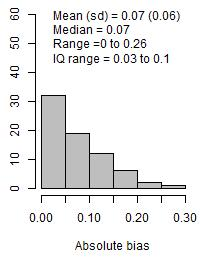 Mean (sd) = 0.07 (0.06)
Median = 0.07
Range =0 to 0.26
IQ range = 0.03 to 0.1
60
50
40
30
20
10
0
0.00 0.10 0.20 0.30
Absolute bias